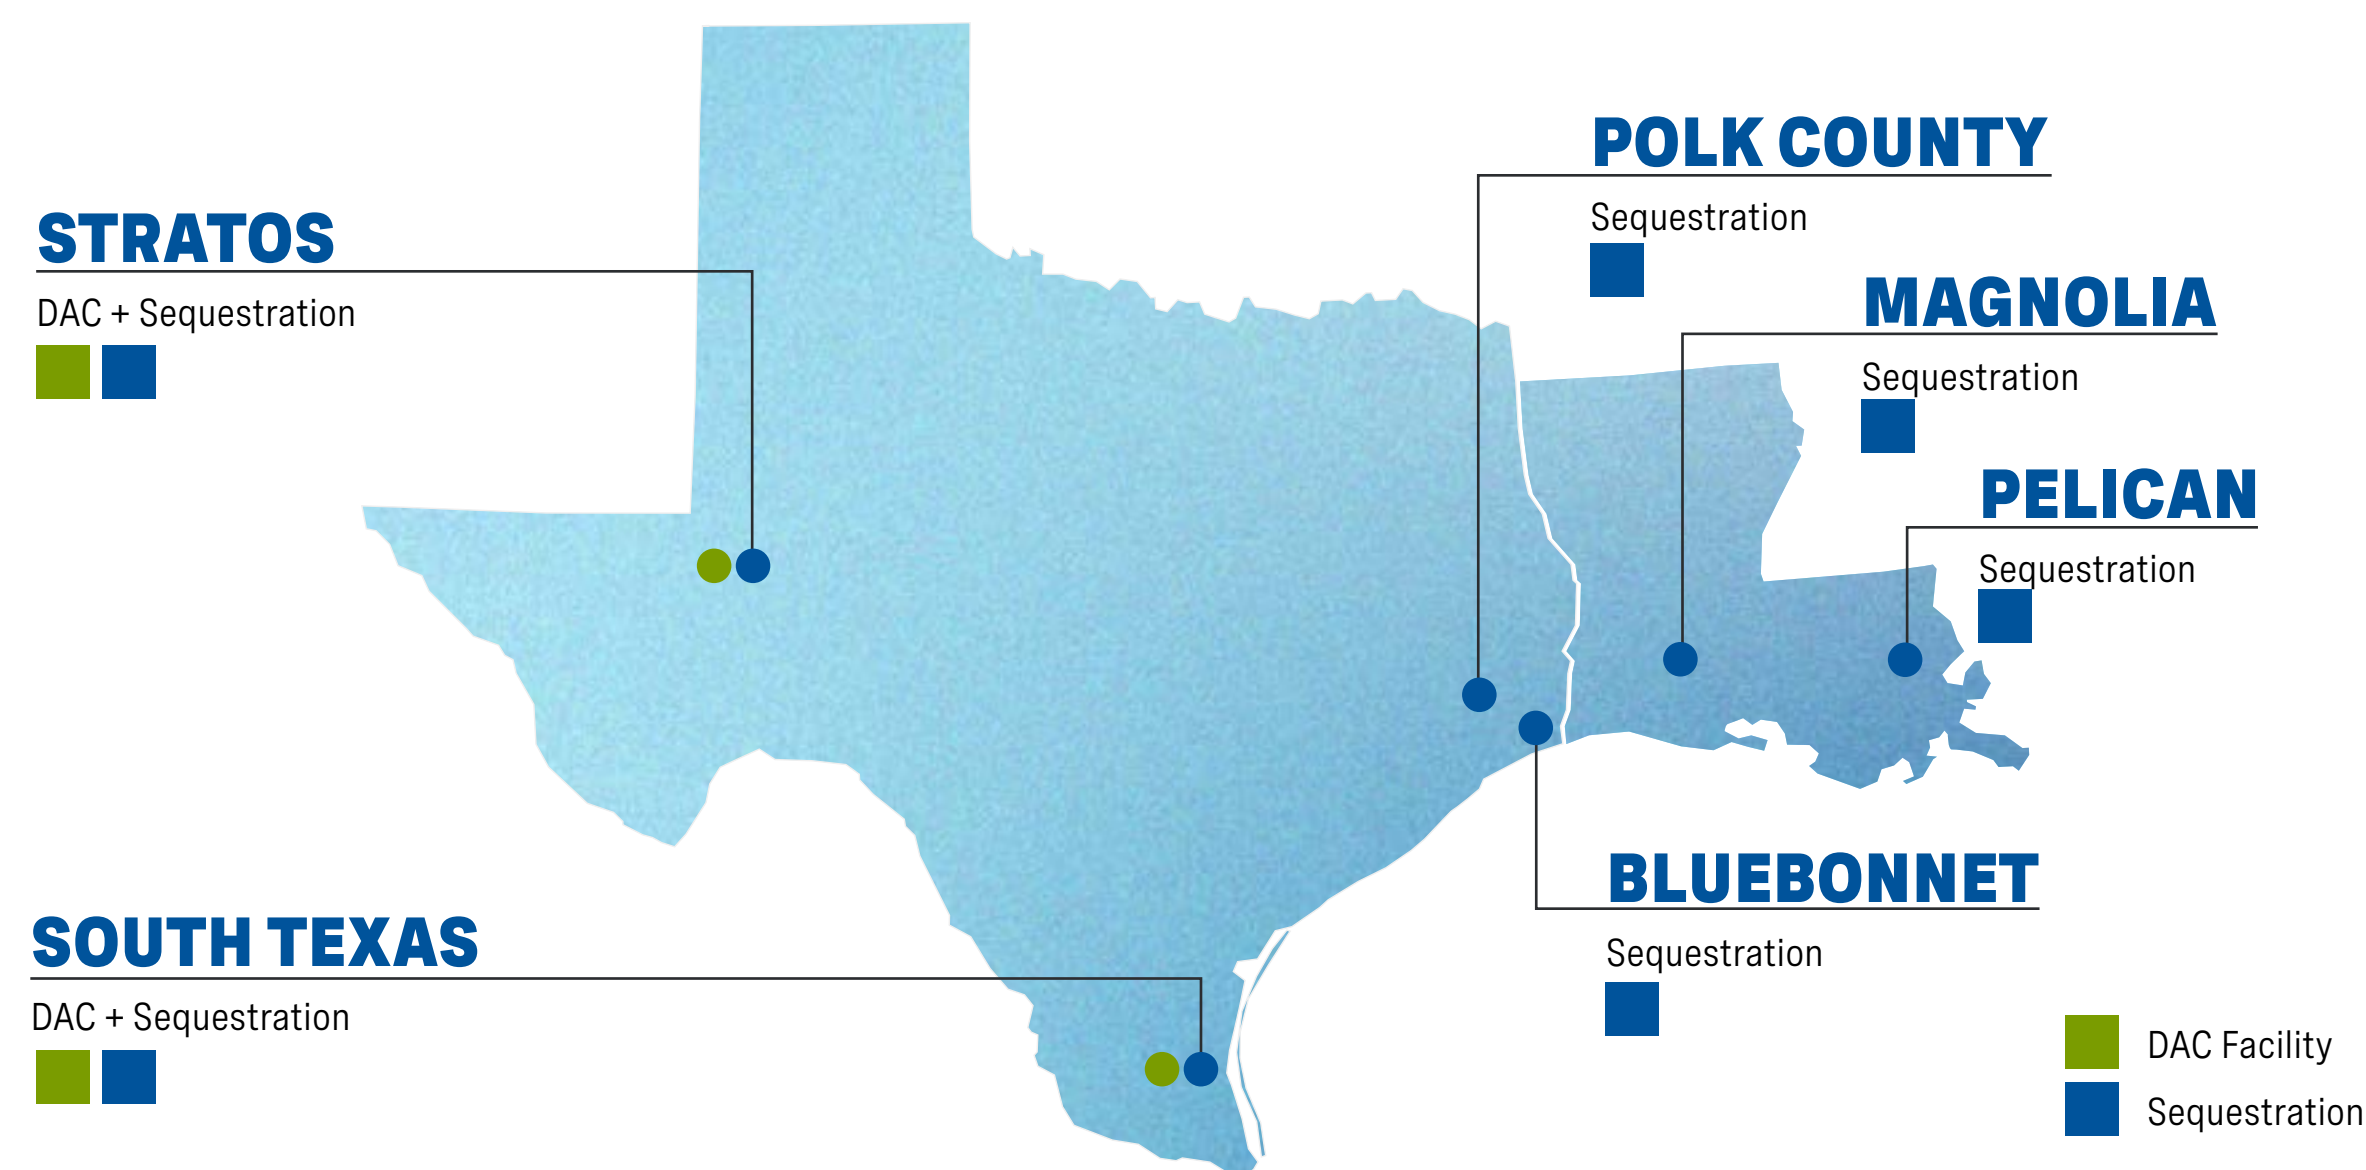 STRATOS
DAC + Sequestration
SOUTH TEXAS
DAC + Sequestration
POLK COUNTY
Sequestration
MAGNOLIA
Sequestration
PELICAN
Sequestration
BLUEBONNET
Sequestration
DAC Facility
Sequestration